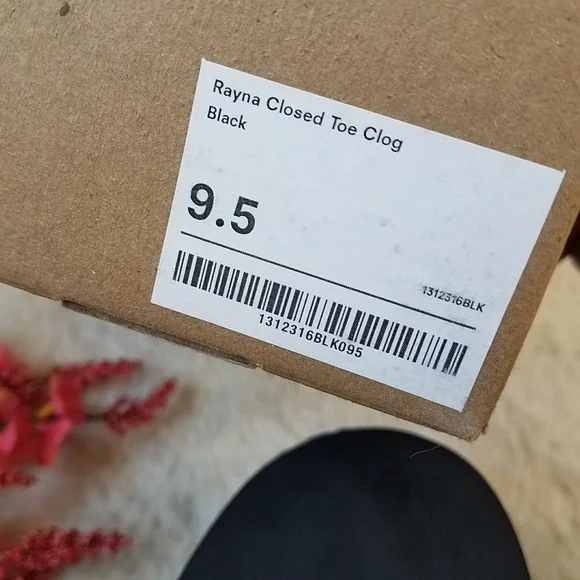 Rayna Closed Toe Clog
Black
9.5
1312316BLK
1312316BLK095